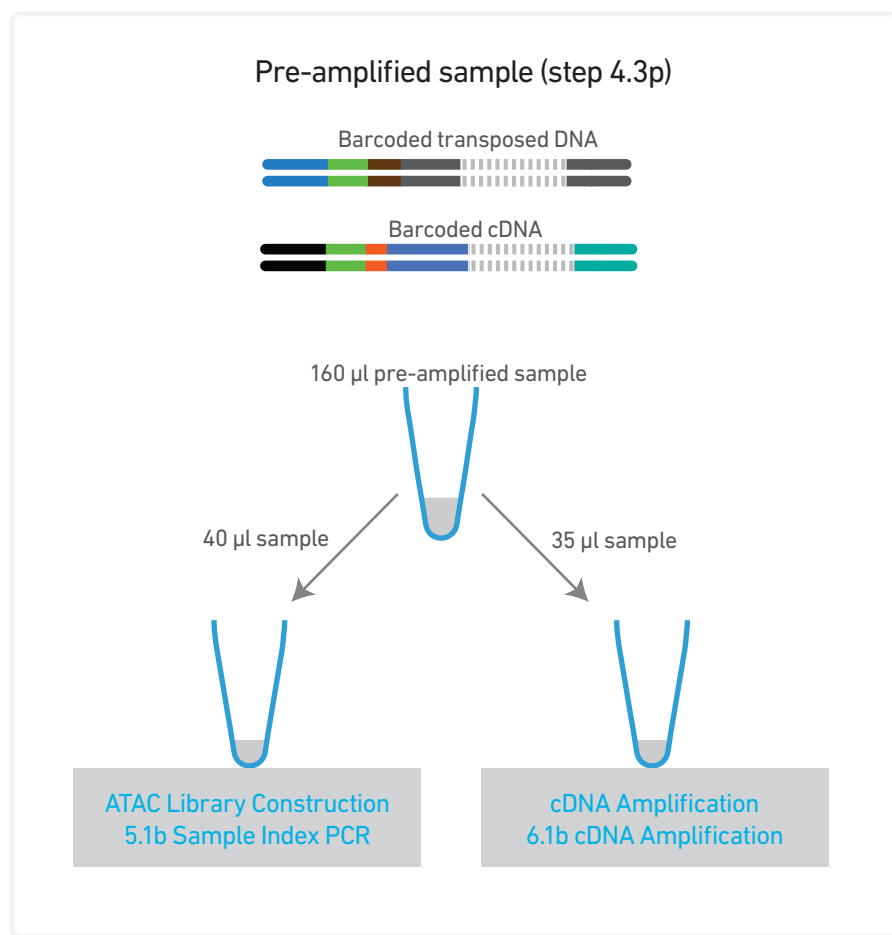 Pre-amplified sample (step 4.3p)
Barcoded transposed DNA
Barcoded cDNA
160 µl pre-amplified sample
40 µl sample
35 µl sample
ATAC Library Construction
5.1b Sample Index PCR
cDNA Amplification
6.1b cDNA Amplification